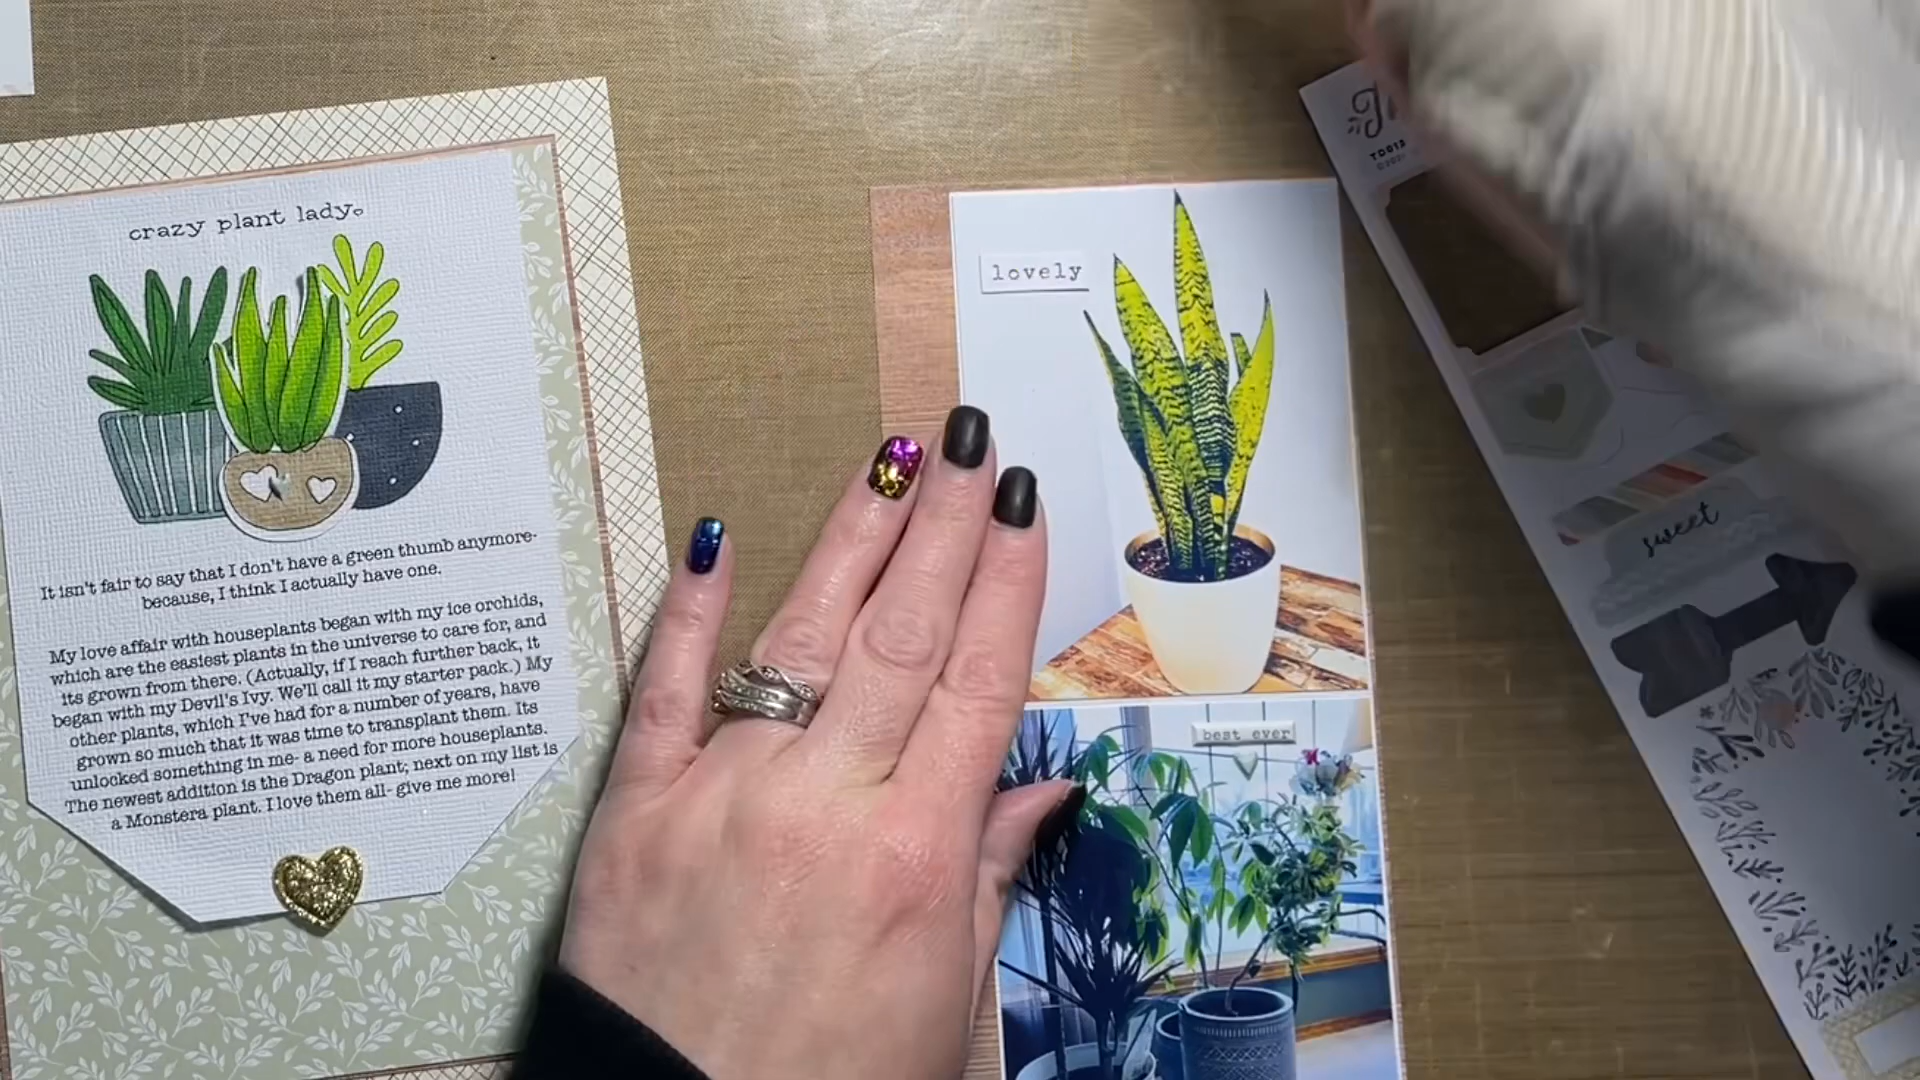 crazy plant lady
It isn't fair to say that I don't have a green thumb anymore-
because, I think I actually have one.
My love affair with houseplants began with my ice orchids,
which are the easiest plants in the universe to care for, and
its grown from there. (Actually, if I reach further back, it
began with my Devil's Ivy. We'll call it my starter pack.) My
other plants, which I've had for a number of years, have
grown so much that it was time to transplant them. Its
unlocked something in me- a need for more houseplants.
The newest addition is the Dragon plant; next on my list is
a Monstera plant. I love them all- give me more!
lovely
best ever
sweet